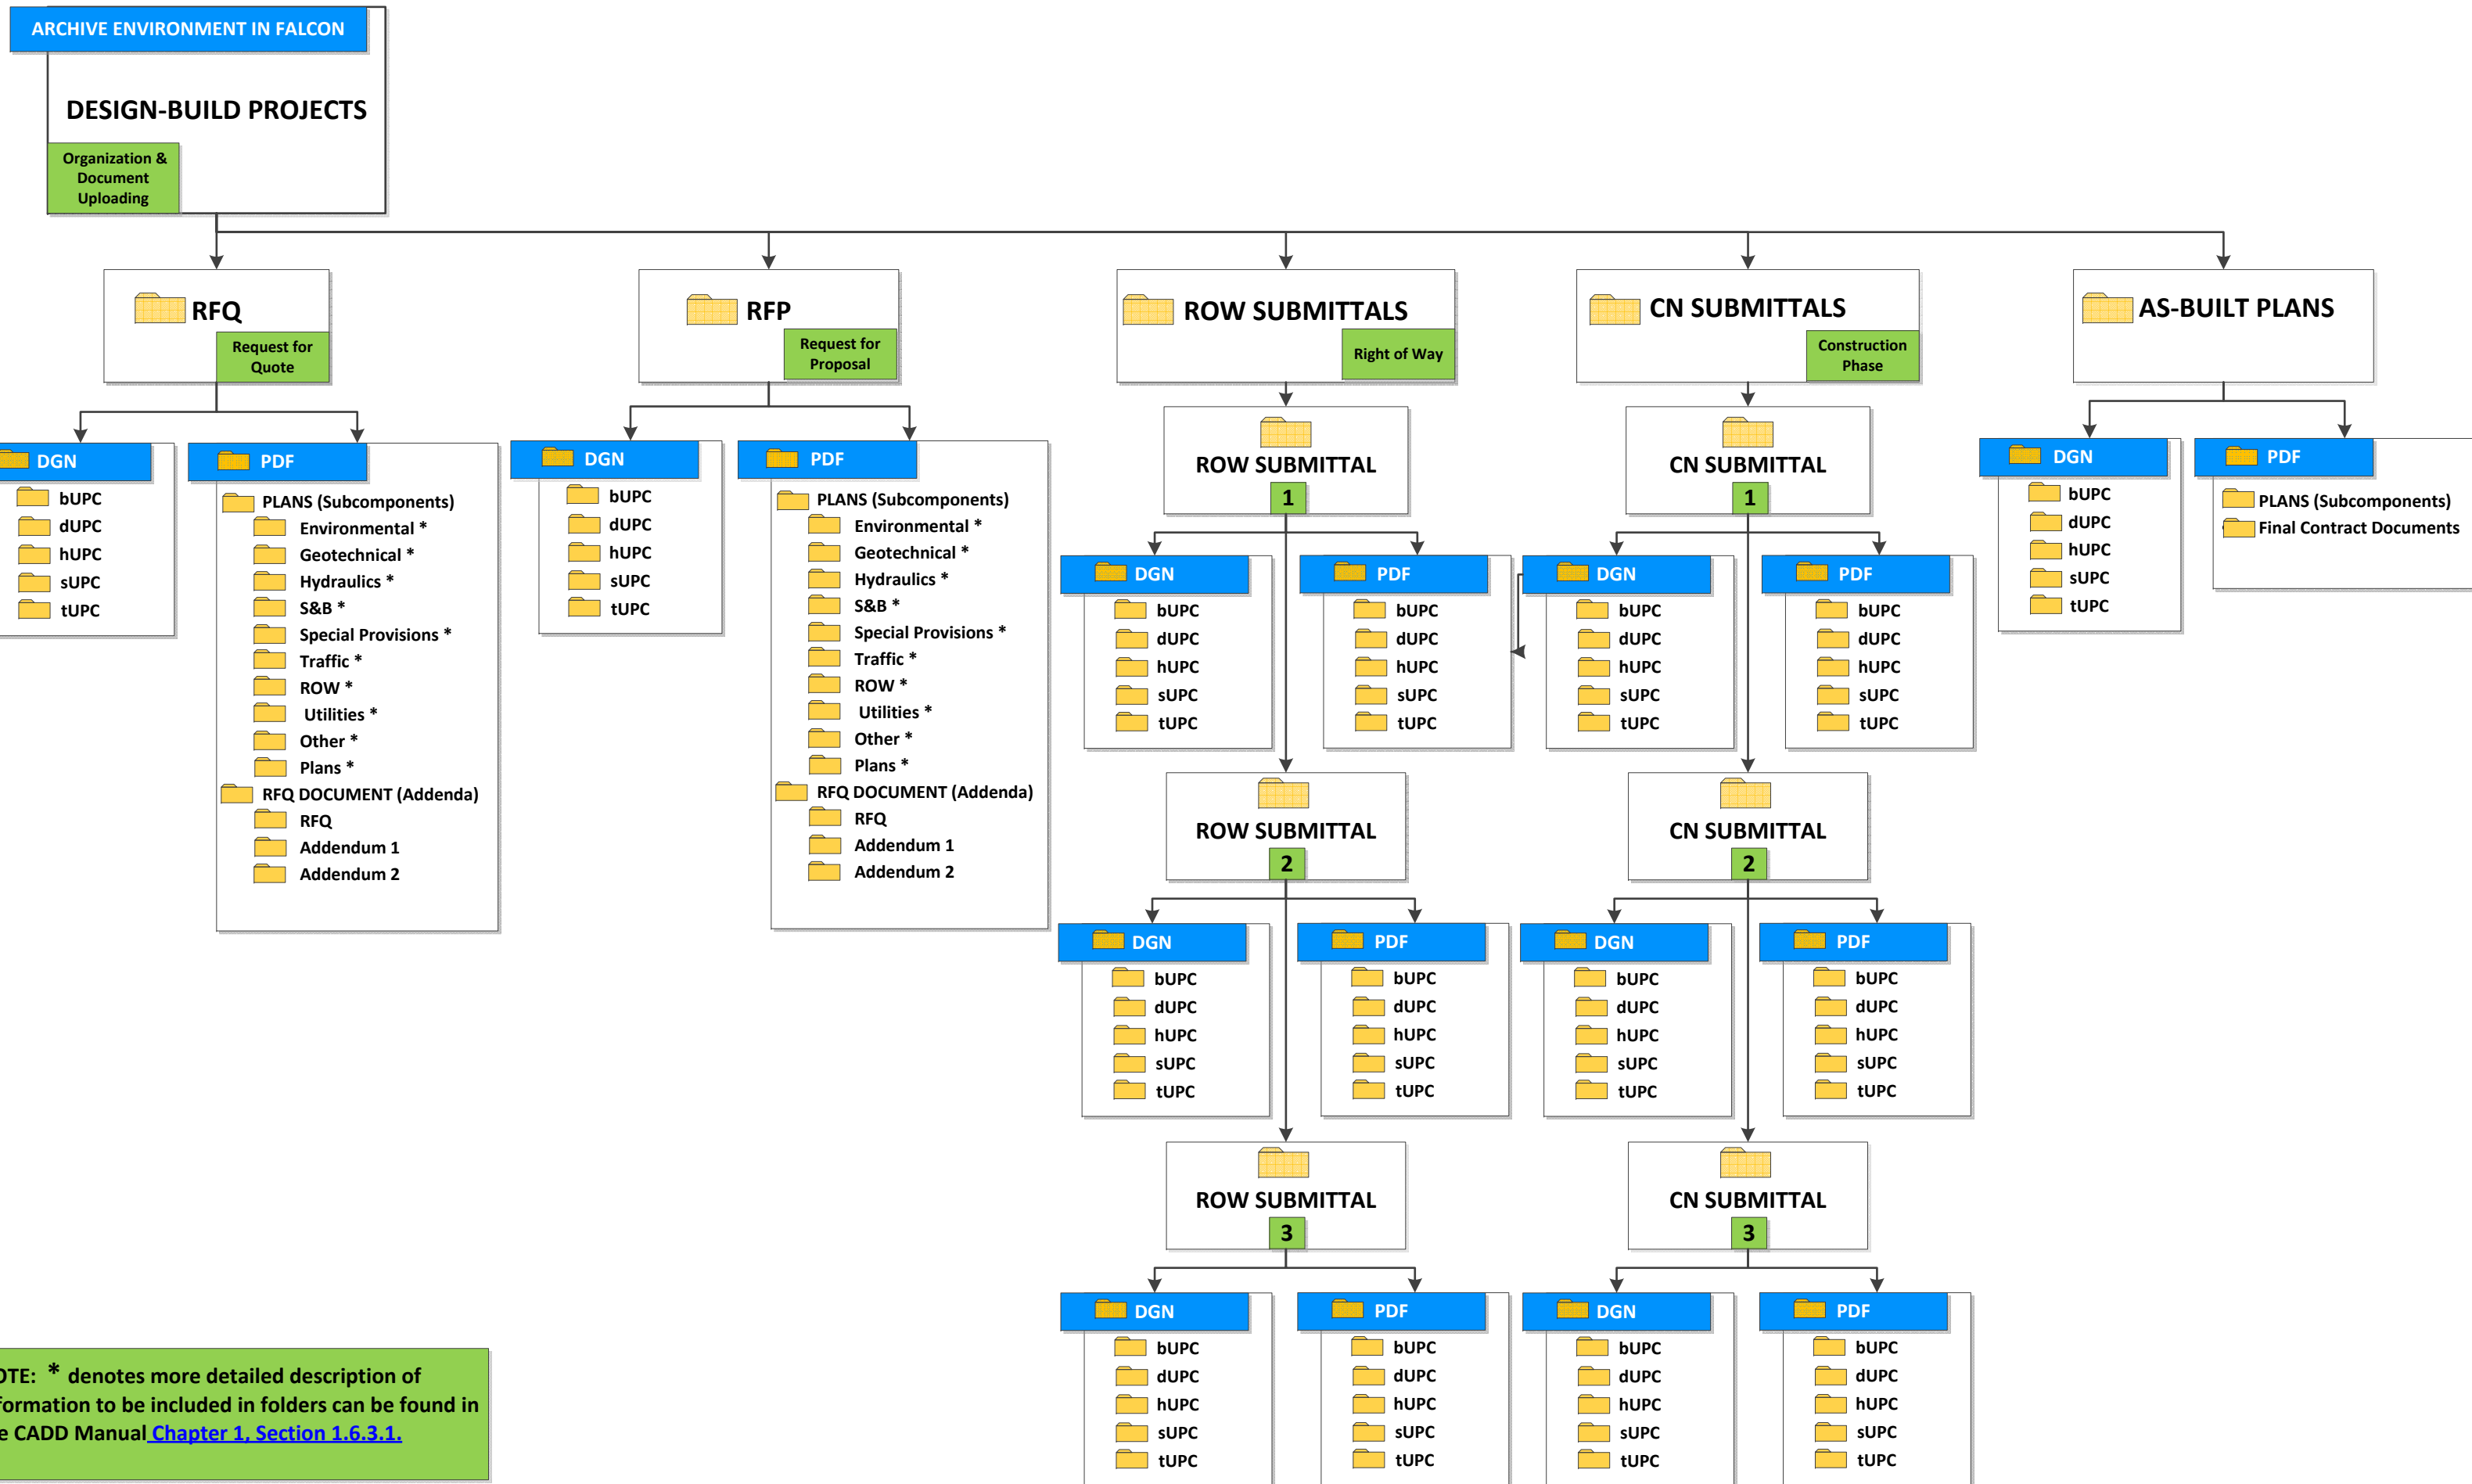 ARCHIVE ENVIRONMENT IN FALCON
DESIGN-BUILD PROJECTS
Organization &
Document
Uploading
RFQ
Request for
Quote
DGN
bUPC
dUPC
hUPC
sUPC
tUPC
PDF
PLANS (Subcomponents)
Environmental *
Geotechnical *
Hydraulics *
S&B *
Special Provisions *
Traffic *
ROW *
Utilities *
Other *
Plans *
RFQ DOCUMENT (Addenda)
RFQ
Addendum 1
Addendum 2
RFP
Request for
Proposal
DGN
bUPC
dUPC
hUPC
sUPC
tUPC
PDF
PLANS (Subcomponents)
Environmental *
Geotechnical *
Hydraulics *
S&B *
Special Provisions *
Traffic *
ROW *
Utilities *
Other *
Plans *
RFQ DOCUMENT (Addenda)
RFQ
Addendum 1
Addendum 2
ROW SUBMITTALS
Right of Way
ROW SUBMITTAL
1
DGN
bUPC
dUPC
hUPC
sUPC
tUPC
PDF
bUPC
dUPC
hUPC
sUPC
tUPC
ROW SUBMITTAL
2
DGN
bUPC
dUPC
hUPC
sUPC
tUPC
PDF
bUPC
dUPC
hUPC
sUPC
tUPC
ROW SUBMITTAL
3
DGN
bUPC
dUPC
hUPC
sUPC
tUPC
PDF
bUPC
dUPC
hUPC
sUPC
tUPC
CN SUBMITTALS
Construction
Phase
CN SUBMITTAL
1
DGN
bUPC
dUPC
hUPC
sUPC
tUPC
PDF
bUPC
dUPC
hUPC
sUPC
tUPC
CN SUBMITTAL
2
DGN
bUPC
dUPC
hUPC
sUPC
tUPC
PDF
bUPC
dUPC
hUPC
sUPC
tUPC
CN SUBMITTAL
3
DGN
bUPC
dUPC
hUPC
sUPC
tUPC
PDF
bUPC
dUPC
hUPC
sUPC
tUPC
AS-BUILT PLANS
DGN
bUPC
dUPC
hUPC
sUPC
tUPC
PDF
PLANS (Subcomponents)
Final Contract Documents
OTE: * denotes more detailed description of
formation to be included in folders can be found in
e CADD Manual Chapter 1, Section 1.6.3.1.